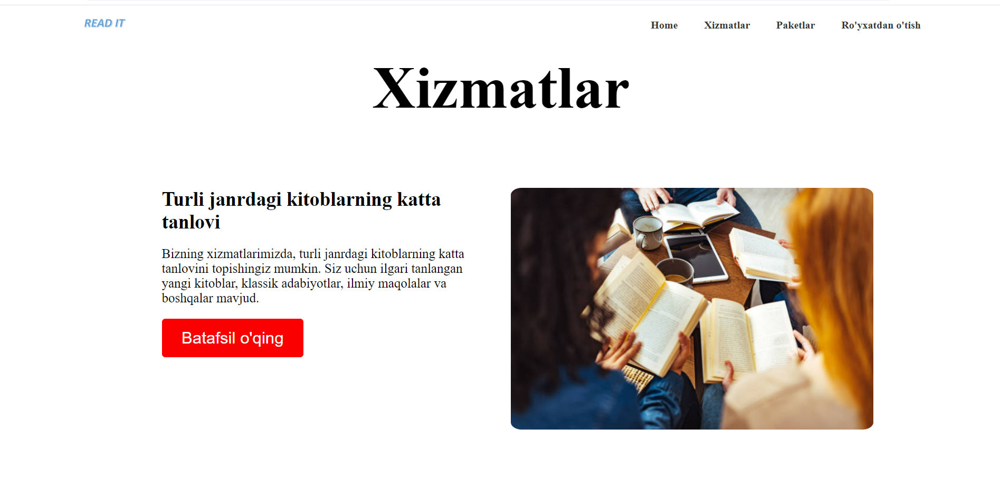 READ IT
Home Xizmatlar Paketlar Ro'yxatdan o'tish
Xizmatlar
Turli janrdagi kitoblarning katta
tanlovi
Bizning xizmatlarimizda, turli janrdagi kitoblarning katta
tanlovini topishingiz mumkin. Siz uchun ilgari tanlangan
yangi kitoblar, klassik adabiyotlar, ilmiy maqolalar va
boshqalar mavjud.
Batafsil o'qing